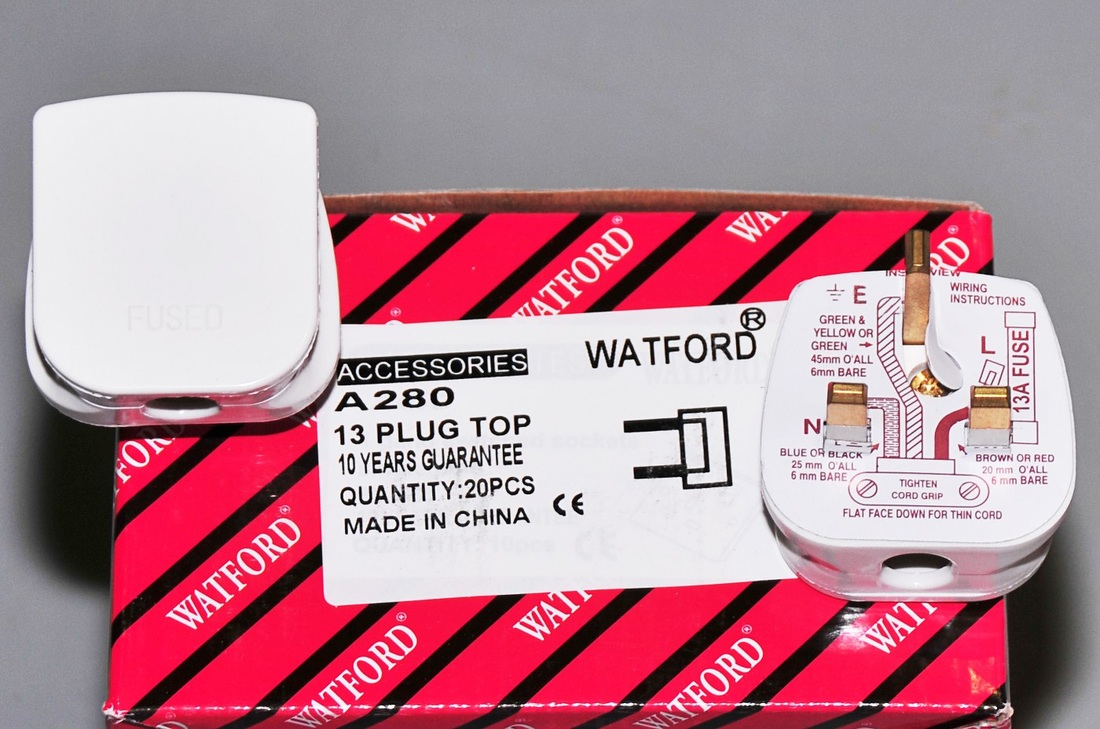 FUSED
WATFORD®
ACCESSORIES
A280
13 PLUG TOP
10 YEARS GUARANTEE
QUANTITY:20PCS
MADE IN CHINA CE
WATFORD
WATFORD
WATFORD
WATFORD
WATFORD
WIRING
INSTRUCTIONS
E
GREEN &
YELLOW OR
GREEN
45mm O'ALL
6mm BARE
L
13A FUSE
N
BLUE OR BLACK
25 mm O'ALL
6 mm BARE
BROWN OR RED
20 mm O'ALL
6 mm BARE
TIGHTEN
CORD GRIP
FLAT FACE DOWN FOR THIN CORD